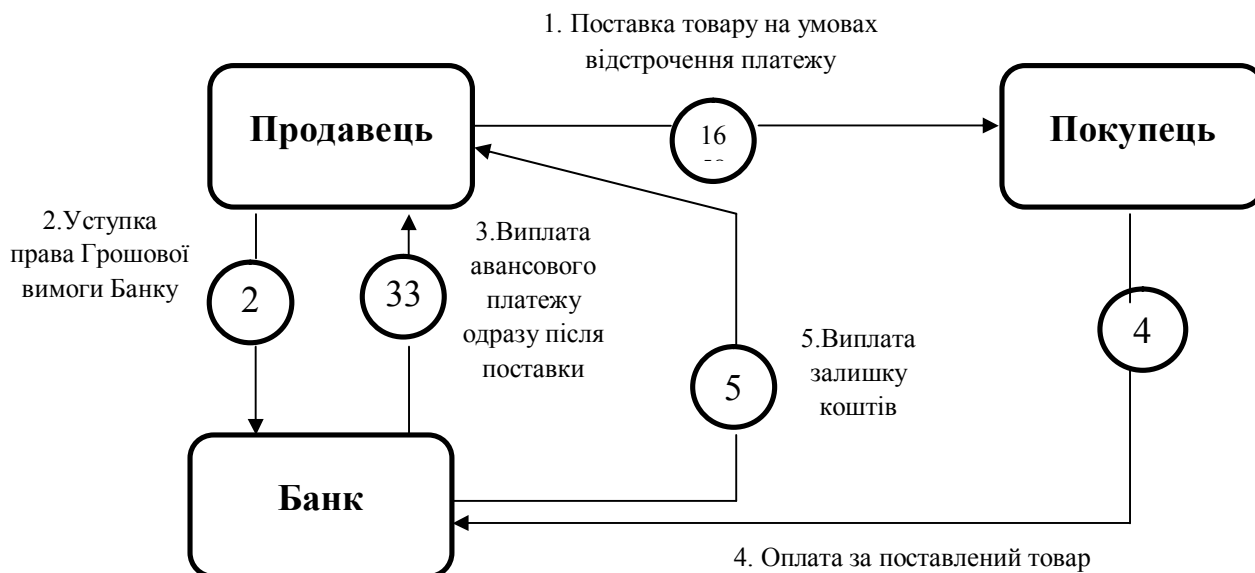 1. Поставка товару на умовах
відстрочення платежу
Продавець
Покупець
16
2.Уступка
права Грошової
вимоги Банку
2
33
3.Виплата
авансового
платежу
одразу після
поставки
5
5.Виплата
залишку
коштів
4
Банк
4. Оплата за поставлений товар